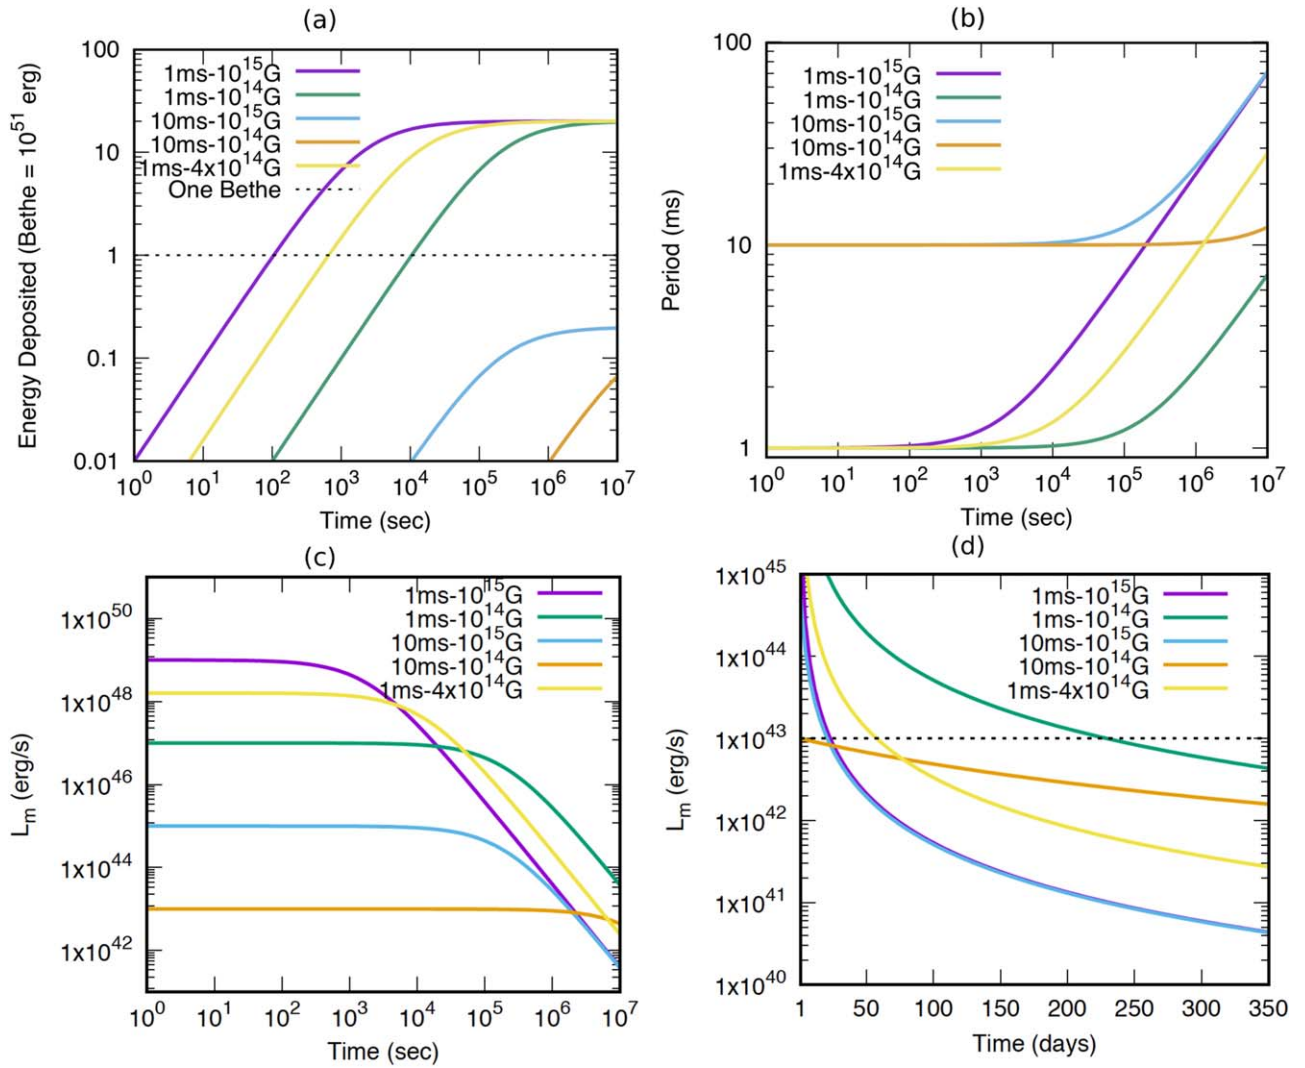 (a)
Energy Deposited (Bethe = 10^51 erg)
100
10
1
0.1
0.01
1ms-10^15G
1ms-10^14G
10ms-10^15G
10ms-10^14G
1ms-4x10^14G
One Bethe
10^0 10^1 10^2 10^3 10^4 10^5 10^6 10^7
Time (sec)
(b)
Period (ms)
100
10
1
1ms-10^15G
1ms-10^14G
10ms-10^15G
10ms-10^14G
1ms-4x10^14G
10^0 10^1 10^2 10^3 10^4 10^5 10^6 10^7
Time (sec)
(c)
L_m (erg/s)
1x10^50
1x10^48
1x10^46
1x10^44
1x10^42
1ms-10^15G
1ms-10^14G
10ms-10^15G
10ms-10^14G
1ms-4x10^14G
10^0 10^1 10^2 10^3 10^4 10^5 10^6 10^7
Time (sec)
(d)
L_m (erg/s)
1x10^45
1x10^44
1x10^43
1x10^42
1x10^41
1x10^40
1ms-10^15G
1ms-10^14G
10ms-10^15G
10ms-10^14G
1ms-4x10^14G
1 50 100 150 200 250 300 350
Time (days)